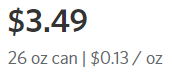 $3.49
26 oz can | $0.13 / oz